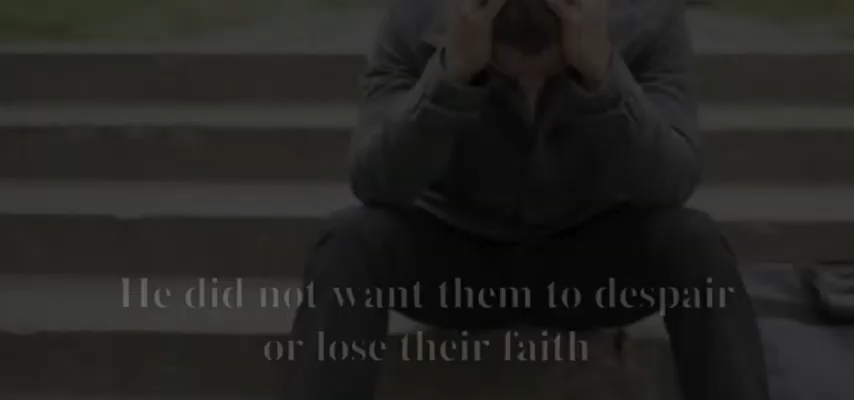 He did not want them to despair
or lose their faith